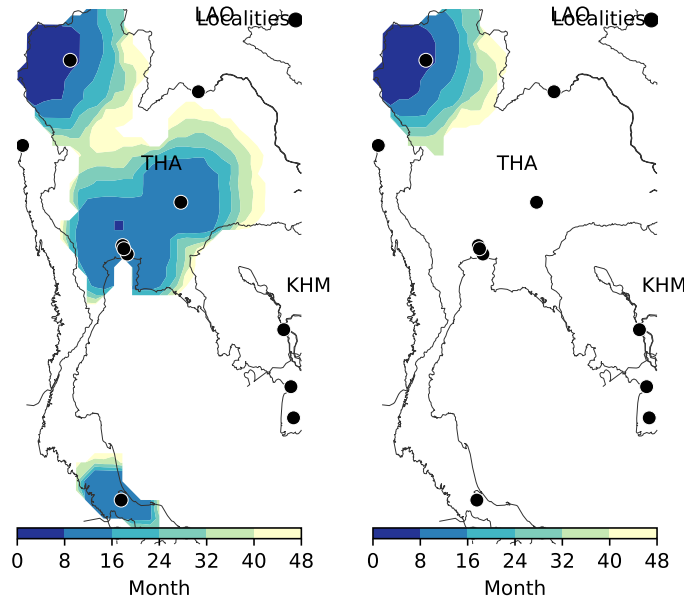 LAO
Localities
LAO
Localities
THA
THA
KHM
KHM
0 8 16 24 32 40 48
0 8 16 24 32 40 48
Month
Month